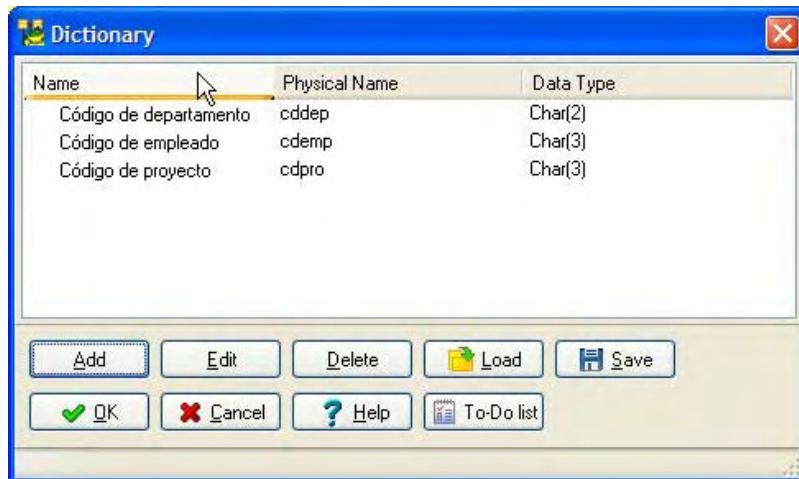 Dictionary
Name Physical Name Data Type
Código de departamento cddep Char(2)
Código de empleado cdemp Char(3)
Código de proyecto cdpro Char(3)
Add Edit Delete Load Save
OK Cancel Help To-Do list